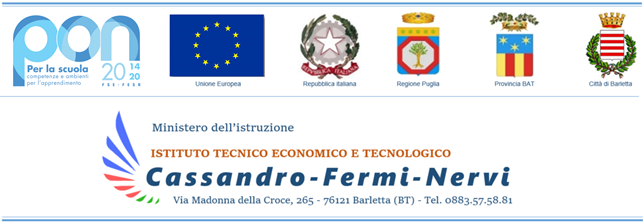 pon
Per la scuola
competenze e ambienti
per l'apprendimento
20 14
20
FSE-FESR
Unione Europea
Repubblica italiana
Regione Puglia
Provincia BAT
Città di Barletta
Ministero dell'istruzione
ISTITUTO TECNICO ECONOMICO E TECNOLOGICO
Cassandro-Fermi-Nervi
Via Madonna della Croce, 265 - 76121 Barletta (BT) - Tel. 0883.57.58.81